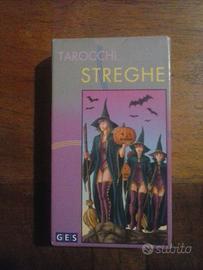 TAROCCHI
STREGHE
GES
subito